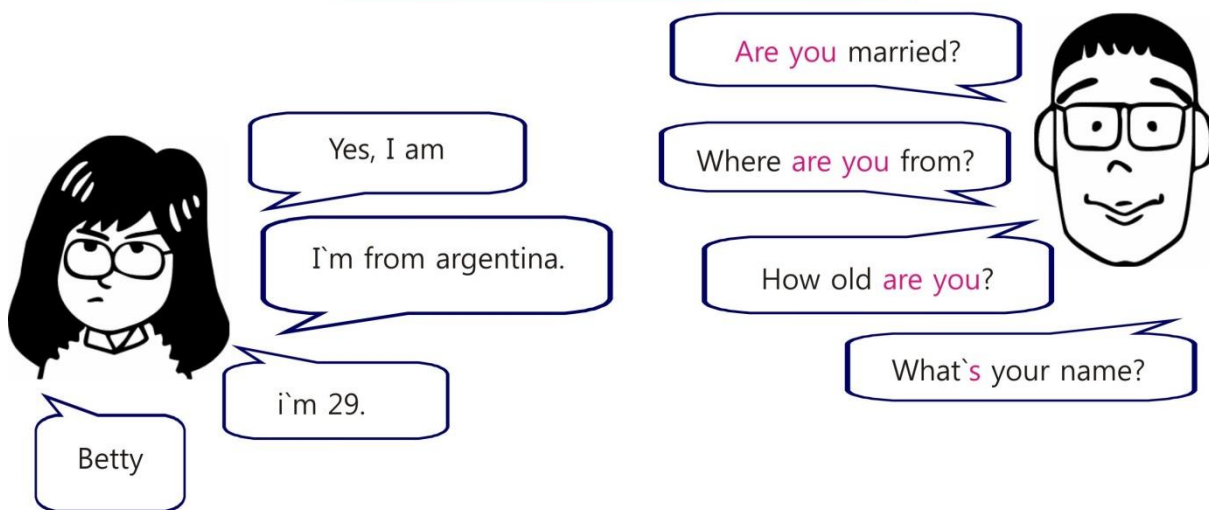 Are you married?
Yes, I am
Where are you from?
I`m from argentina.
How old are you?
i`m 29.
What`s your name?
Betty